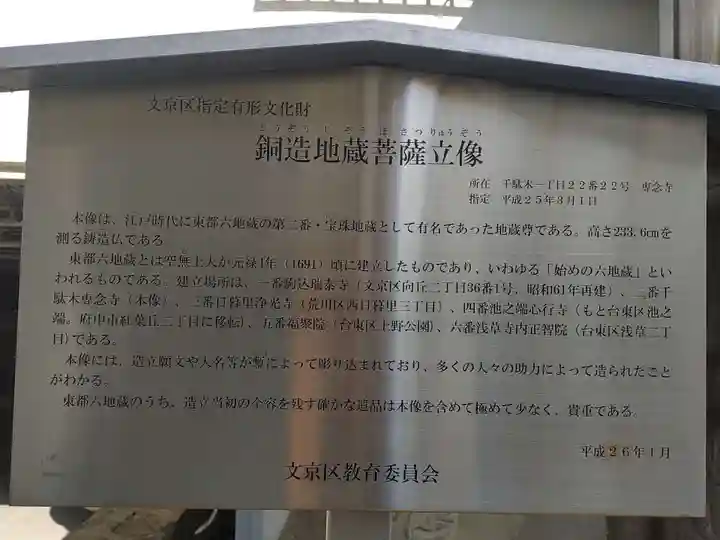 文京区指定有形文化財
どうぞうじぞうぼさつりゅうぞう
銅造地蔵菩薩立像
所在 千駄木一丁目22番22号 専念寺
指定 平成25年3月1日
本像は、江戸時代に東都六地蔵の第二番・宝珠地蔵として有名であった地蔵尊である。高さ233.6cmを
測る鋳造仏である。
東都六地蔵とは空無上人が元禄4年(1691)頃に建立したものであり、いわゆる「始めの六地蔵」とい
われるものである。建立場所は、一番駒込瑞泰寺(文京区向丘二丁目36番1号、昭和61年再建)、二番千
駄木専念寺(本像)、三番日暮里浄光寺(荒川区西日暮里三丁目)、四番池之端心行寺(もと台東区池之
端。府中市紅葉丘二丁目に移転)、五番福聚院(台東区上野公園)、六番浅草寺内正智院(台東区浅草二丁
目)である。
本像には、造立願文や人名等が鏨によって彫り込まれており、多くの人々の助力によって造られたこと
がわかる。
東都六地蔵のうち、造立当初の全容を残す確かな遺品は本像を含めて極めて少なく、貴重である。
平成26年1月
文京区教育委員会